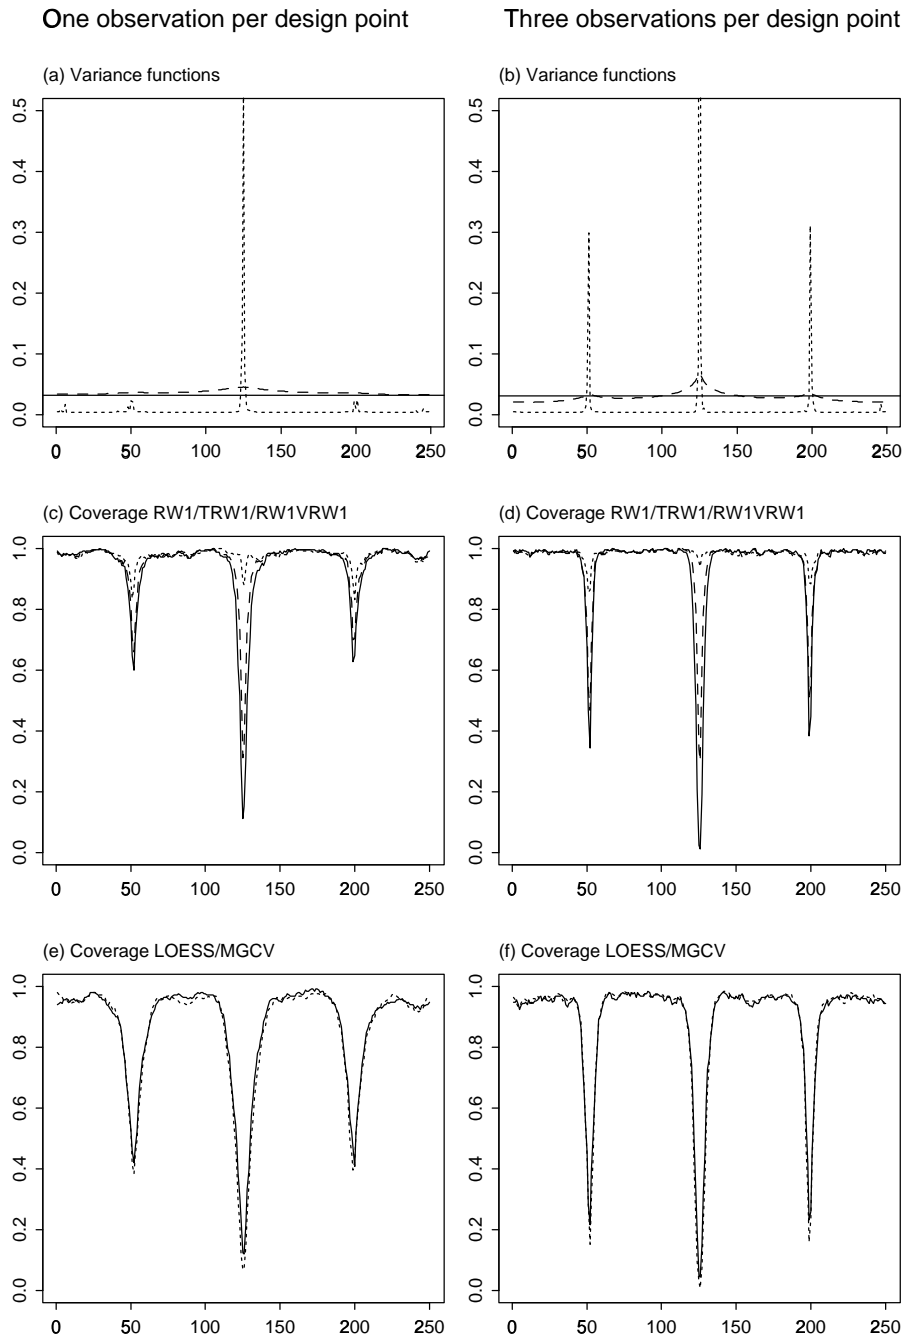 One observation per design point
Three observations per design point
(a) Variance functions
0.5
0.4
0.3
0.2
0.1
0.0
0 50 100 150 200 250
(b) Variance functions
0.5
0.4
0.3
0.2
0.1
0.0
0 50 100 150 200 250
(c) Coverage RW1/TRW1/RW1VRW1
1.0
0.8
0.6
0.4
0.2
0.0
0 50 100 150 200 250
(d) Coverage RW1/TRW1/RW1VRW1
1.0
0.8
0.6
0.4
0.2
0.0
0 50 100 150 200 250
(e) Coverage LOESS/MGCV
1.0
0.8
0.6
0.4
0.2
0.0
0 50 100 150 200 250
(f) Coverage LOESS/MGCV
1.0
0.8
0.6
0.4
0.2
0.0
0 50 100 150 200 250